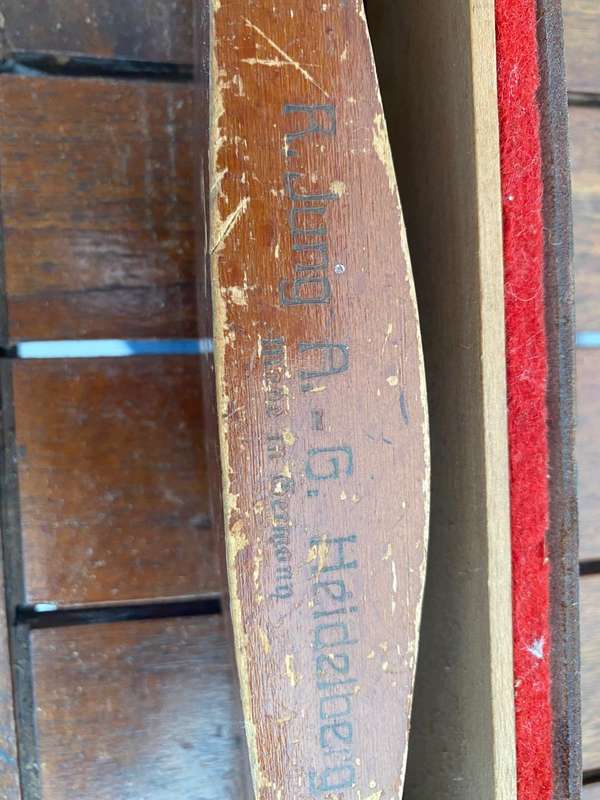 R. Jung A.-G. Heidelberg
Made in Germany